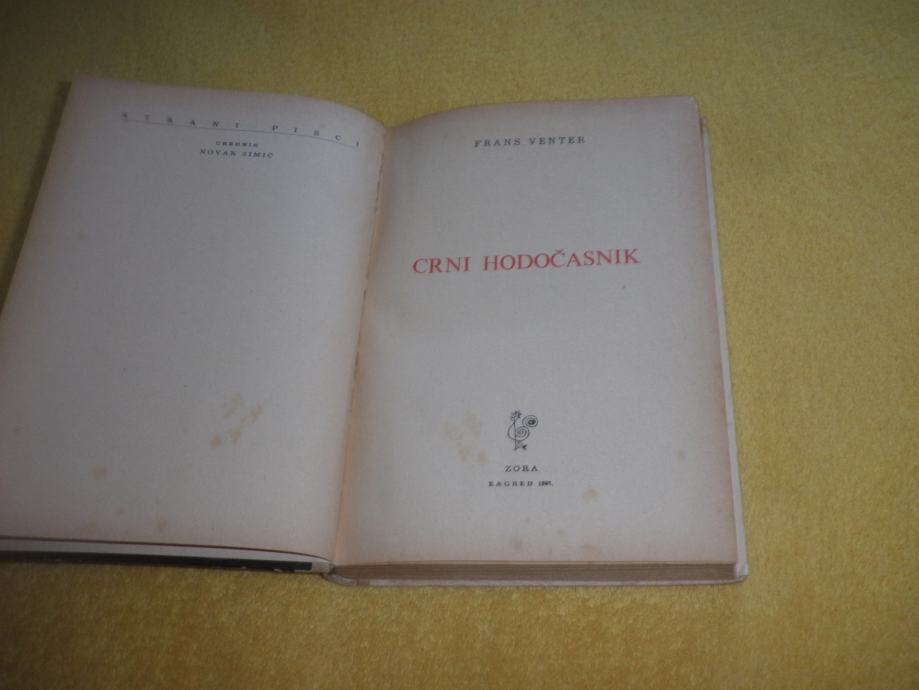 STRANI PISCI
UREDNIK
NOVAK SIMIĆ
FRANS VENTER
CRNI HODOČASNIK
ZORA
ZAGREB